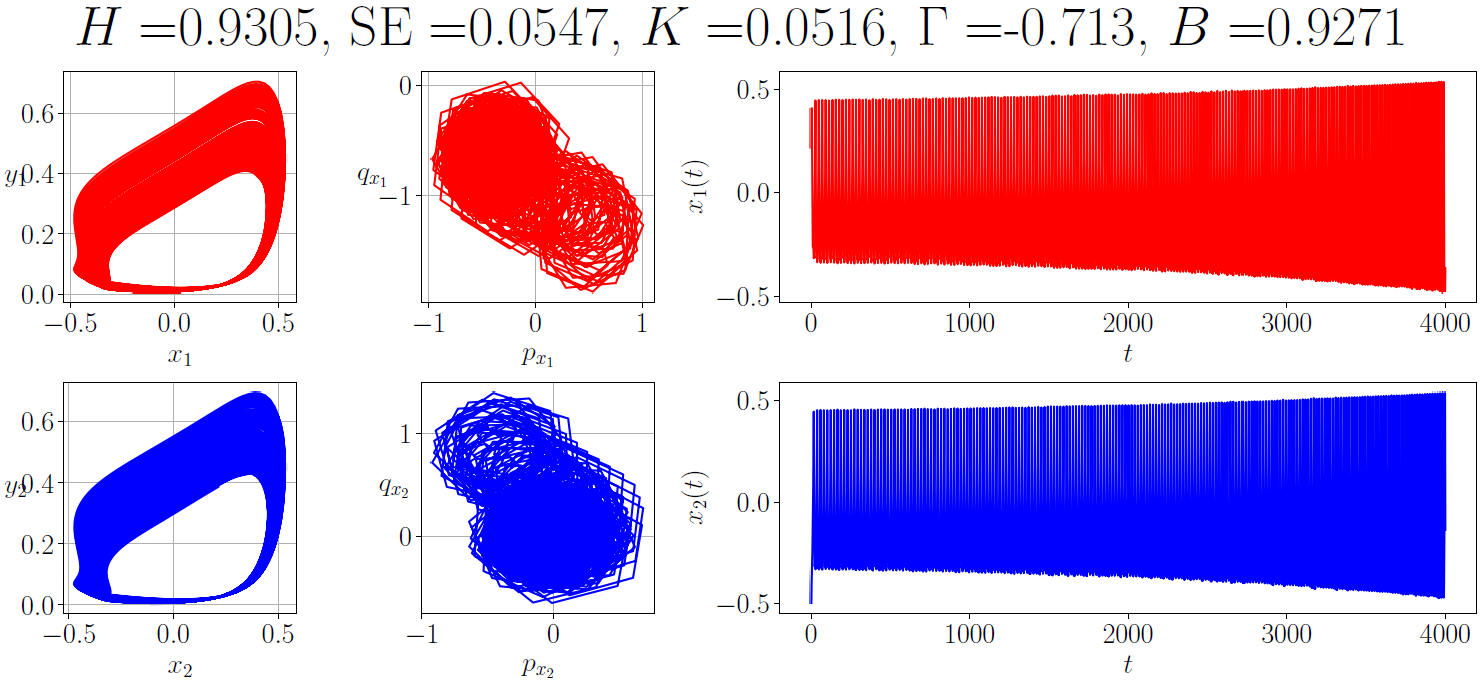 H =0.9305, SE =0.0547, K =0.0516, Γ =-0.713, B =0.9271
y1
0.6
0.4
0.2
0.0
−0.5 0.0 0.5
x1
qx1
0
−1
−1 0 1
px1
x1(t)
0.5
0.0
−0.5
0 1000 2000 3000 4000
t
y2
0.6
0.4
0.2
0.0
−0.5 0.0 0.5
x2
qx2
1
0
−1 0
px2
x2(t)
0.5
0.0
−0.5
0 1000 2000 3000 4000
t